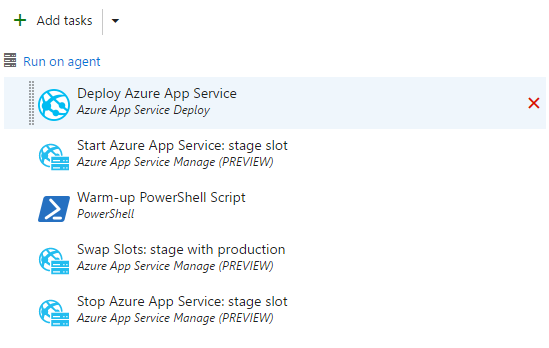 + Add tasks
Run on agent
Deploy Azure App Service
Azure App Service Deploy
Start Azure App Service: stage slot
Azure App Service Manage (PREVIEW)
Warm-up PowerShell Script
PowerShell
Swap Slots: stage with production
Azure App Service Manage (PREVIEW)
Stop Azure App Service: stage slot
Azure App Service Manage (PREVIEW)